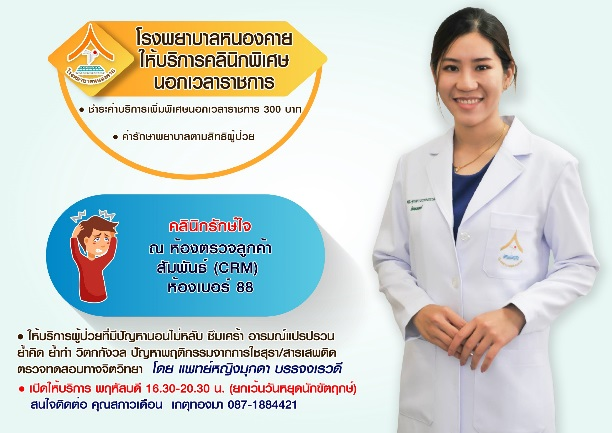 โรงพยาบาลหนองคาย
ให้บริการคลินิกพิเศษ
นอกเวลาราชการ
โรงพยาบาลหนองคาย
• ชำระค่าบริการเพิ่มพิเศษนอกเวลาราชการ 300 บาท
• ค่ารักษาพยาบาลตามสิทธิผู้ป่วย
คลินิกรักษ์ใจ
ณ ห้องตรวจลูกค้า
สัมพันธ์ (CRM)
ห้องเบอร์ 88
• ให้บริการผู้ป่วยที่มีปัญหานอนไม่หลับ ซึมเศร้า อารมณ์แปรปรวน
ย้ำคิด ย้ำทำ วิตกกังวล ปัญหาพฤติกรรมจากการใช้สุรา/สารเสพติด
ตรวจทดสอบทางจิตวิทยา โดย แพทย์หญิงมุกดา บรรจงเรวดี
• เปิดให้บริการ พฤหัสบดี 16.30-20.30 น. (ยกเว้นวันหยุดนักขัตฤกษ์)
สนใจติดต่อ คุณสกาวเดือน เกตุทองมา 087-1884421